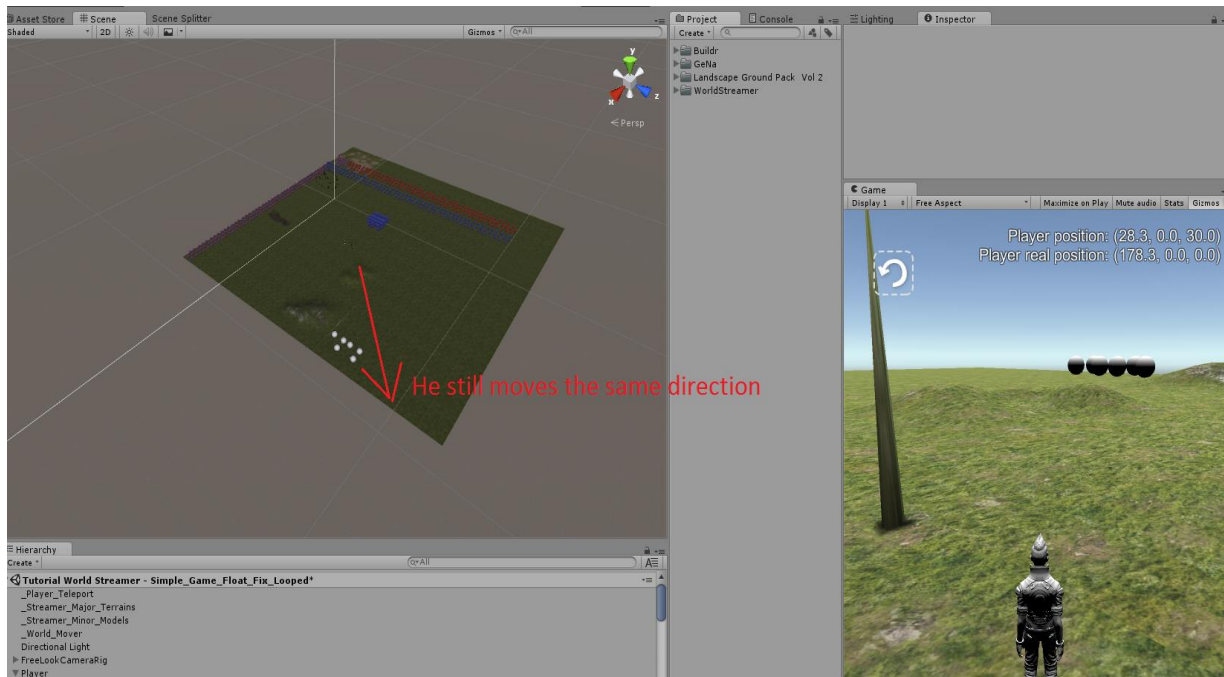 Asset Store
Scene
Scene Splitter
Shaded
2D
Gizmos
All
y
x
z
Persp
He still moves the same direction
Hierarchy
Create
All
Tutorial World Streamer - Simple_Game_Float_Fix_Looped*
_Player_Teleport
_Streamer_Major_Terrains
_Streamer_Minor_Models
_World_Mover
Directional Light
FreeLookCameraRig
Player
Project
Console
Create
Buildr
GeNa
Landscape Ground Pack Vol 2
WorldStreamer
Lighting
Inspector
Game
Display 1
Free Aspect
Maximize on Play
Mute audio
Stats
Gizmos
Player position: (28.3, 0.0, 30.0)
Player real position: (178.3, 0.0, 0.0)